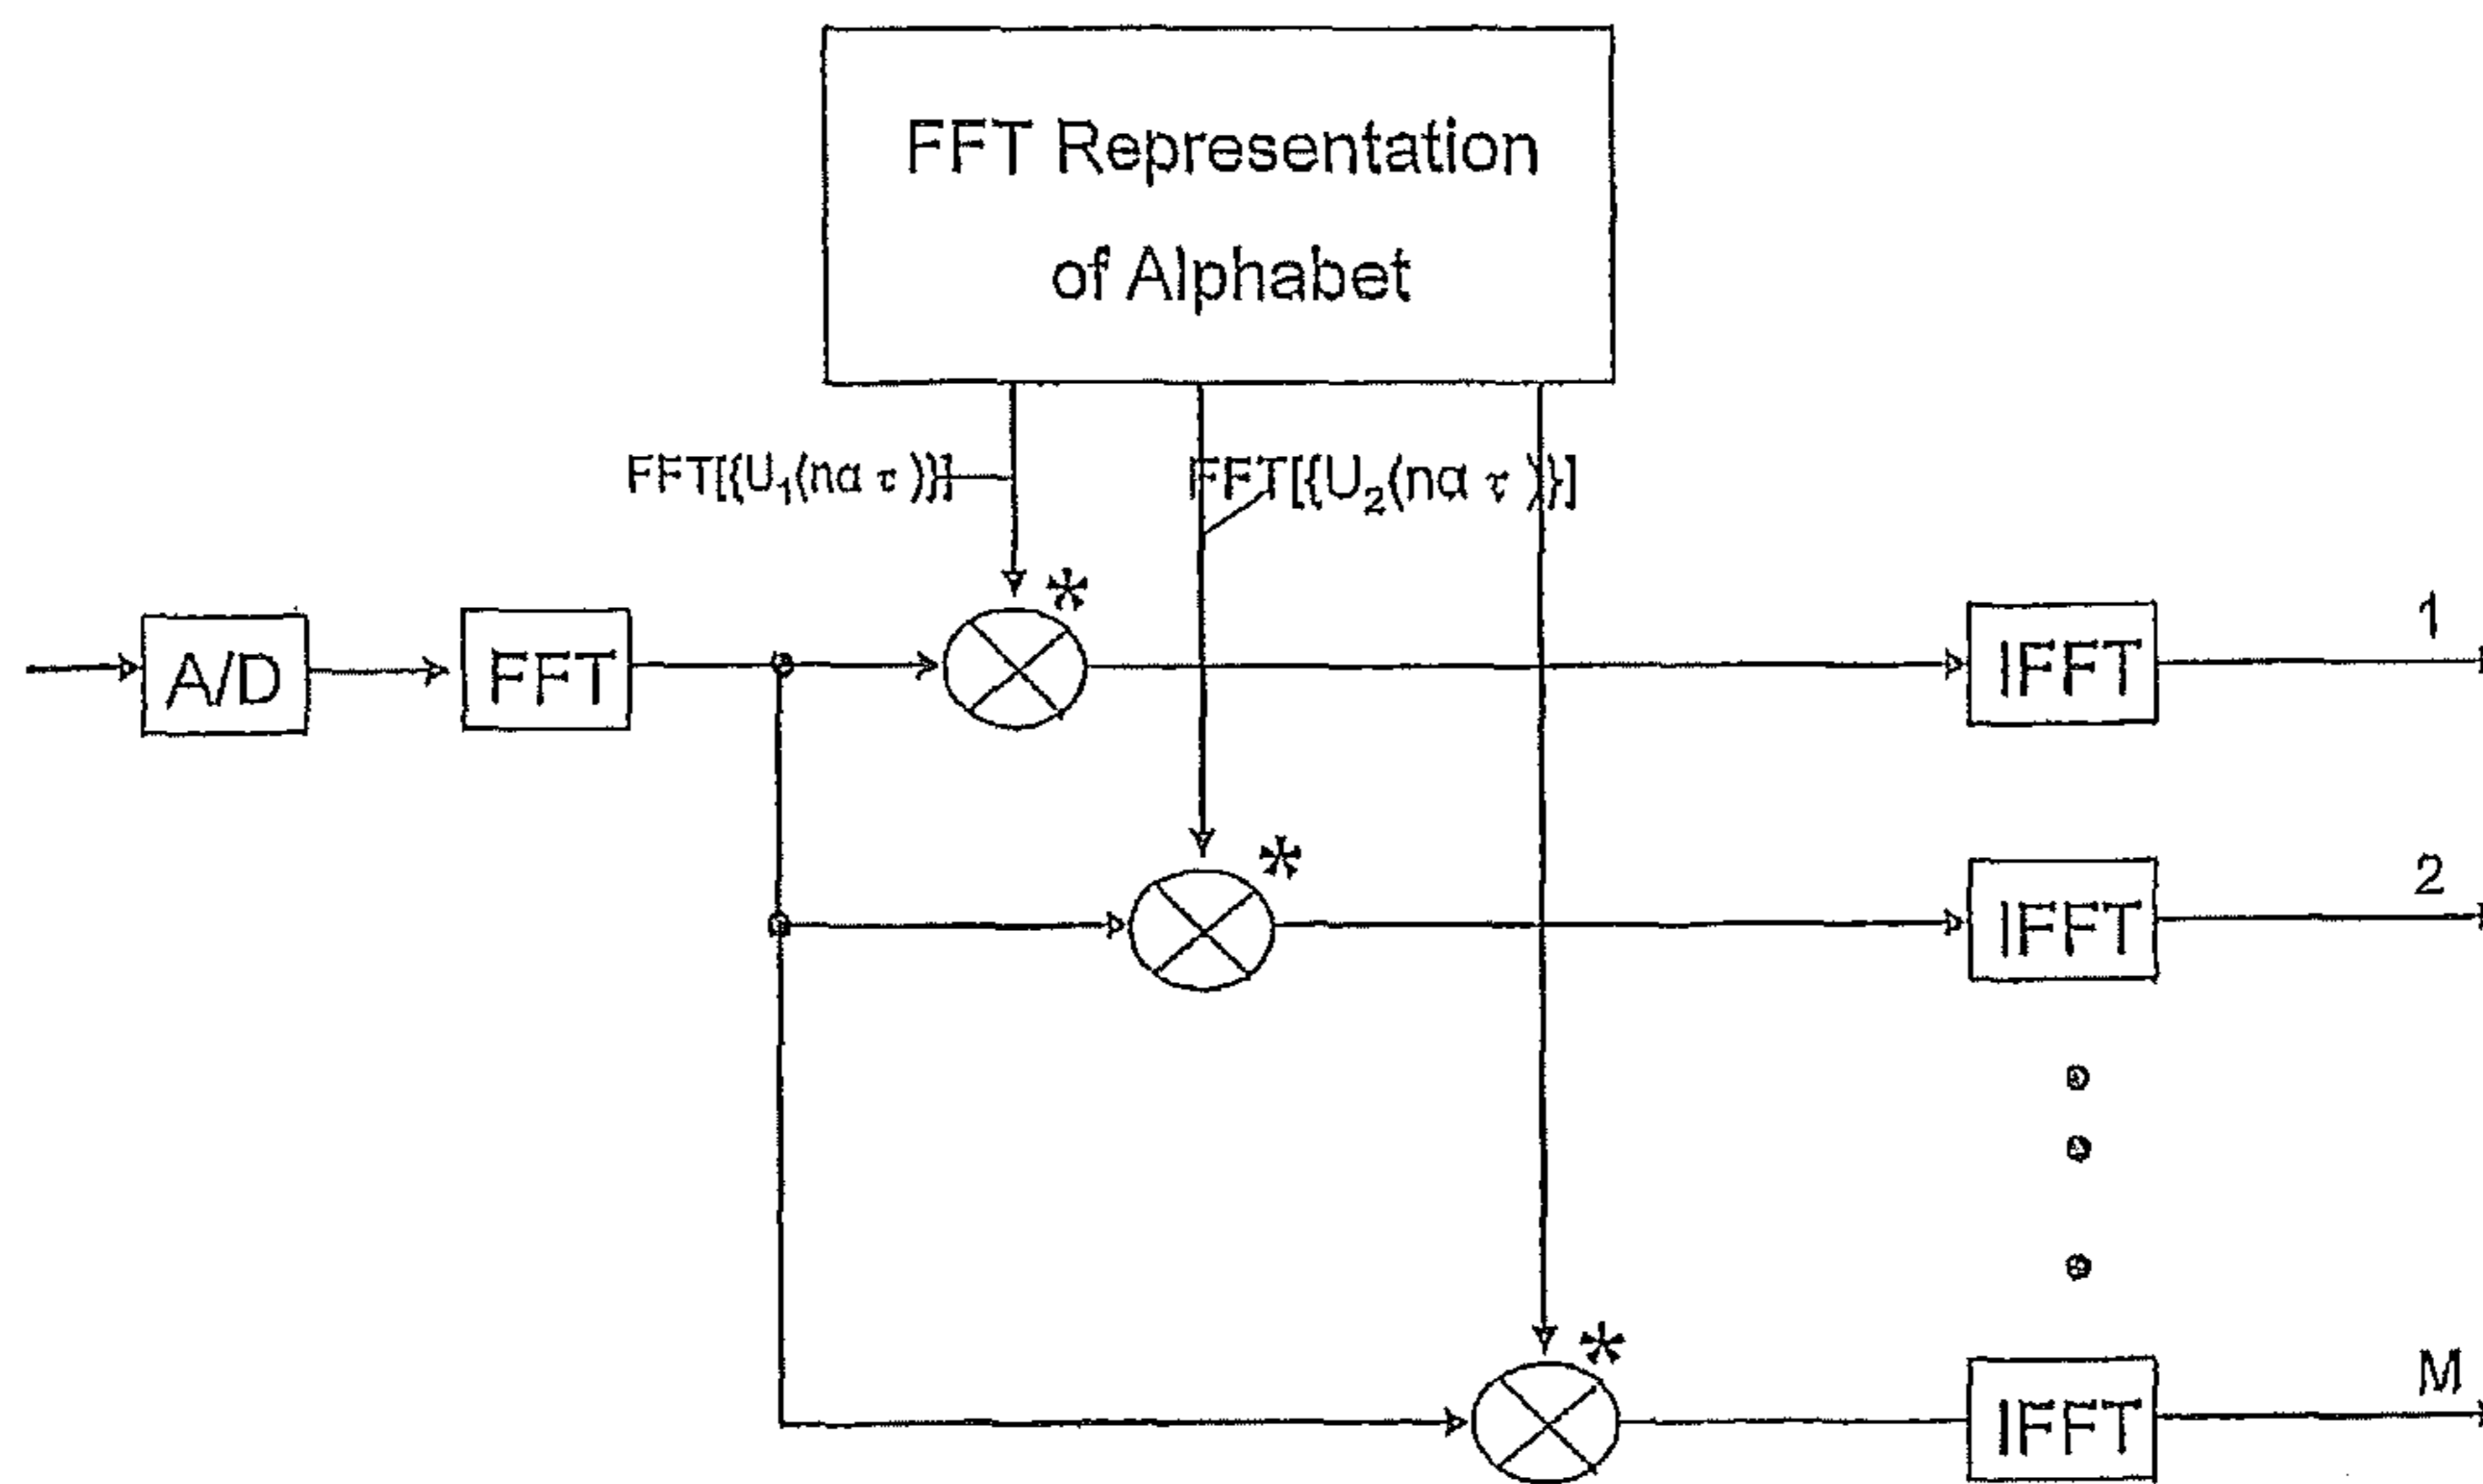 FFT Representation
of Alphabet
FFT[{U₁(nα τ)}]
FFT[{U₂(nα τ)}]
*
A/D
FFT
IFFT
1
*
IFFT
2
*
IFFT
M